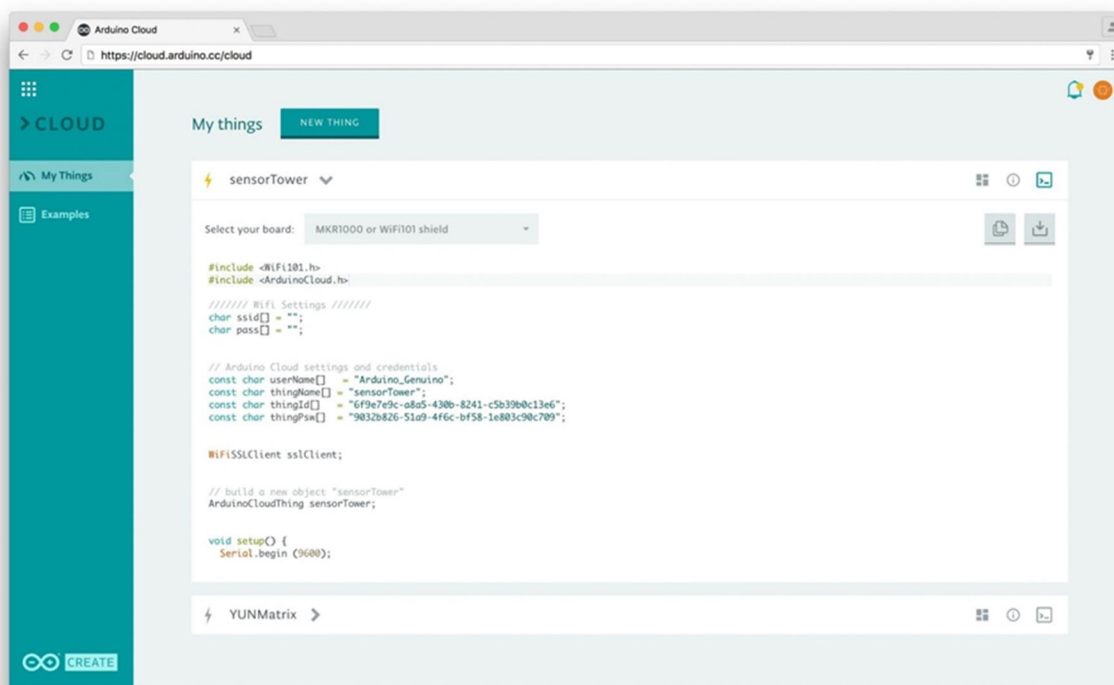 Arduino Cloud
https://cloud.arduino.cc/cloud
>CLOUD
My Things
Examples
My things
NEW THING
sensorTower
Select your board:
MKR1000 or WiFi101 shield
#include <WiFi101.h>
#include <ArduinoCloud.h>
/////// Wifi Settings ///////
char ssid[] = "";
char pass[] = "";
// Arduino Cloud settings and credentials
const char userName[]   = "Arduino_Genuino";
const char thingName[] = "sensorTower";
const char thingId[]   = "6f9e7e9c-a8a5-430b-8241-c5b39b0c13e6";
const char thingPsw[]  = "9032b826-51a9-4f6c-bf58-1e803c90c709";
WiFiSSLClient sslClient;
// build a new object "sensorTower"
ArduinoCloudThing sensorTower;
void setup() {
Serial.begin (9600);
YUNMatrix
CREATE